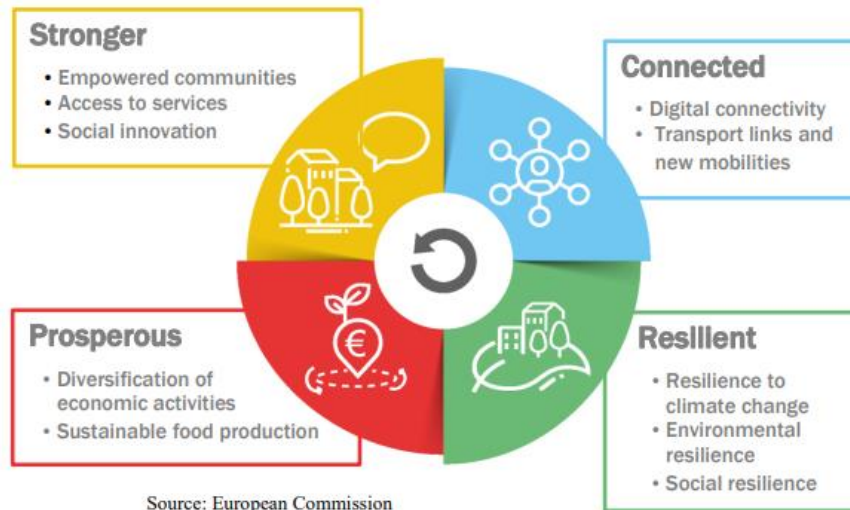 Stronger
• Empowered communities
• Access to services
• Social innovation
Connected
• Digital connectivity
• Transport links and
new mobilities
Prosperous
• Diversification of
economic activities
• Sustainable food production
€
Resilient
• Resilience to
climate change
• Environmental
resilience
• Social resilience
Source: European Commission